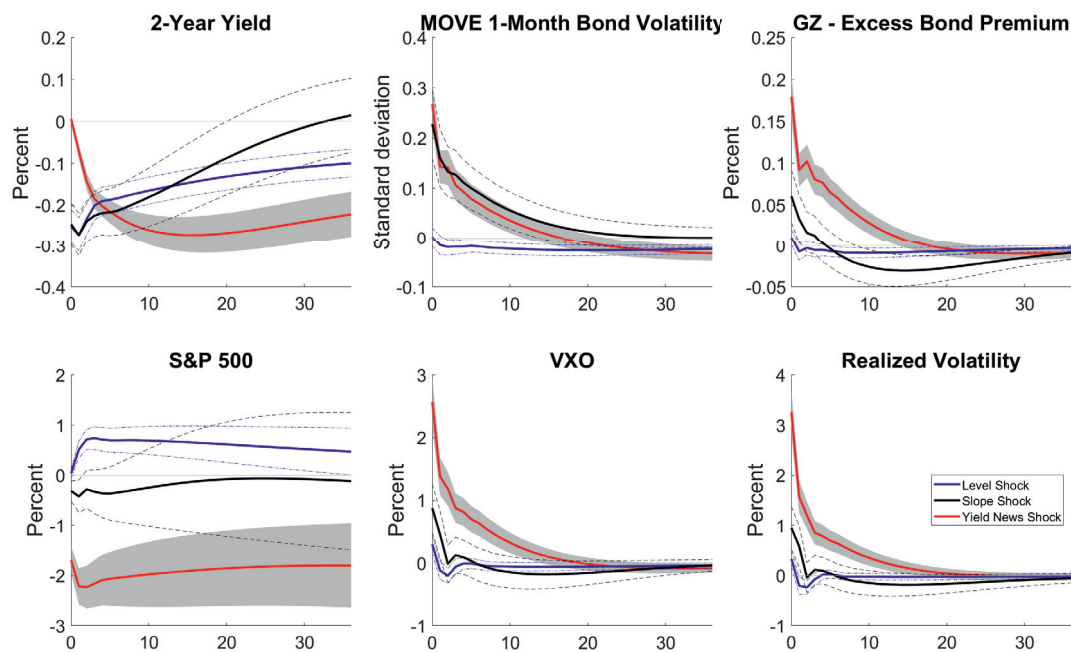 2-Year Yield
0.2
0.1
0
-0.1
-0.2
-0.3
-0.4
Percent
0 10 20 30
MOVE 1-Month Bond Volatility
0.4
0.3
0.2
0.1
0
-0.1
Standard deviation
0 10 20 30
GZ - Excess Bond Premium
0.25
0.2
0.15
0.1
0.05
0
-0.05
Percent
0 10 20 30
S&P 500
2
1
0
-1
-2
-3
Percent
0 10 20 30
VXO
3
2
1
0
-1
Percent
0 10 20 30
Realized Volatility
4
3
2
1
0
-1
Percent
0 10 20 30
Level Shock
Slope Shock
Yield News Shock